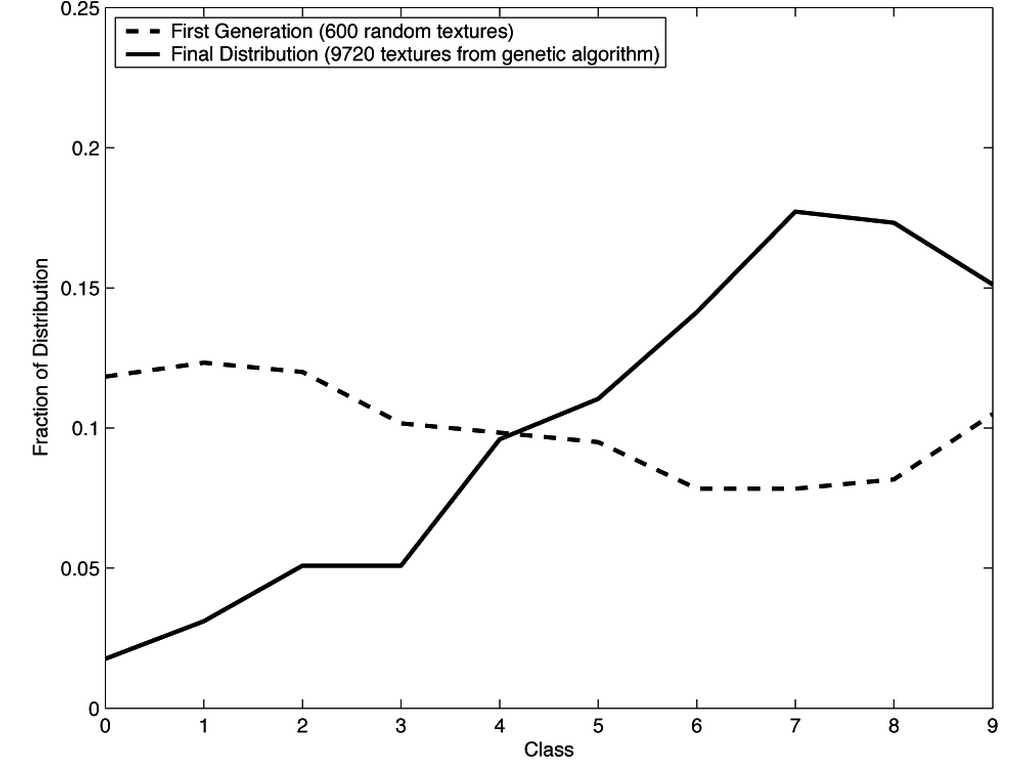 First Generation (600 random textures)
Final Distribution (9720 textures from genetic algorithm)
0.25
0.2
0.15
0.1
0.05
0
Fraction of Distribution
0 1 2 3 4 5 6 7 8 9
Class